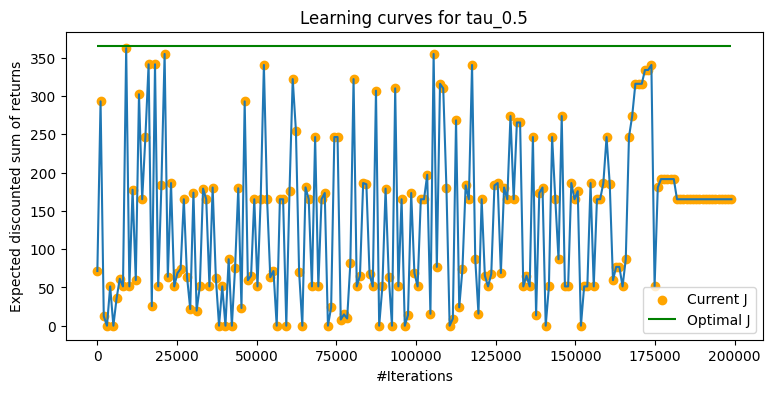 Learning curves for tau_0.5
Expected discounted sum of returns
350
300
250
200
150
100
50
0
0 25000 50000 75000 100000 125000 150000 175000 200000
#Iterations
Current J
Optimal J